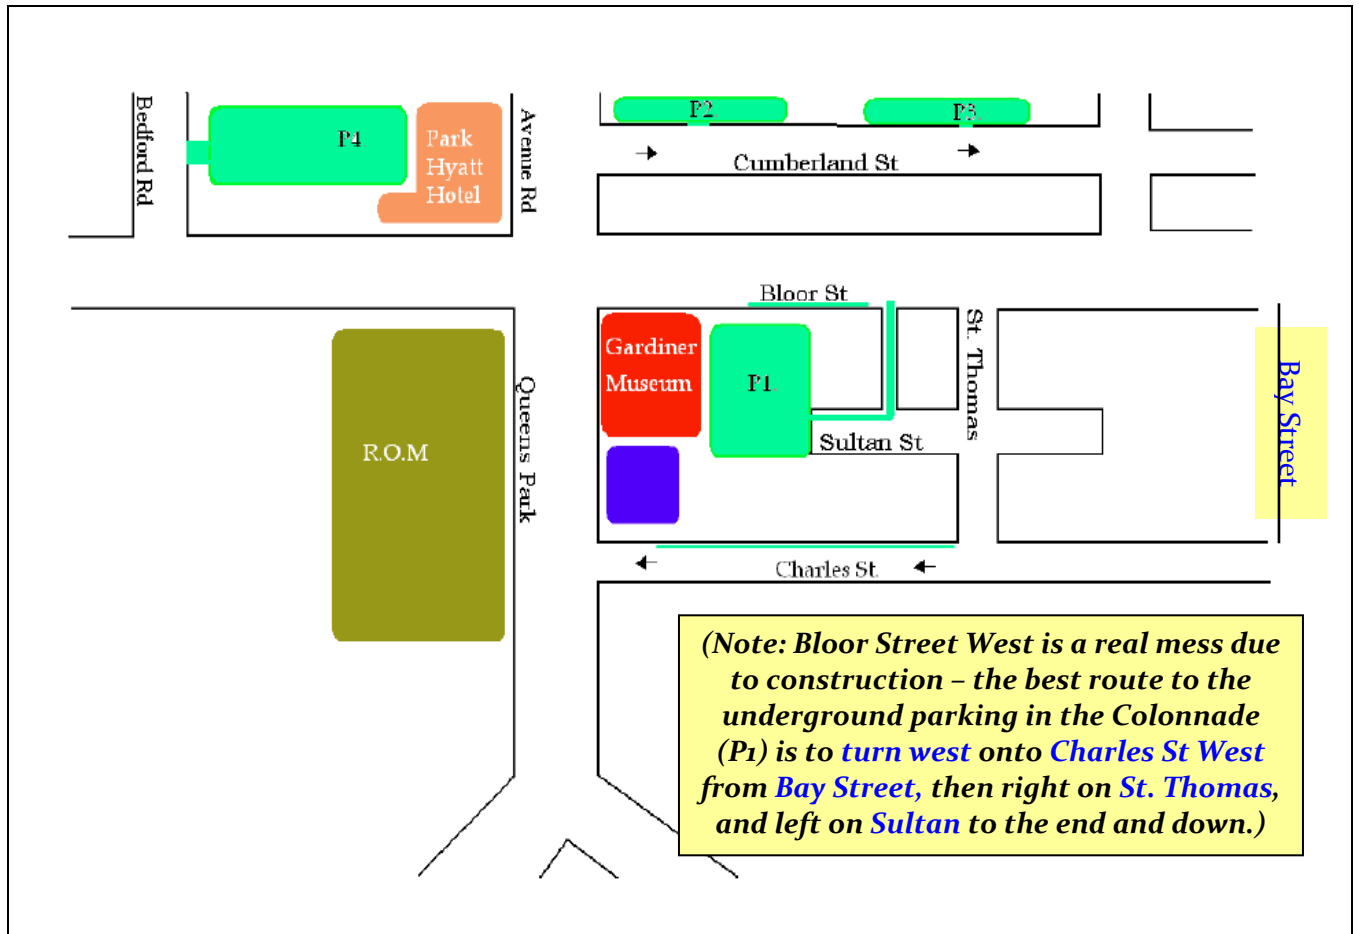 Bedford Rd
P4
Park
Hyatt
Hotel
Avenue Rd
P2
P3
Cumberland St
Bloor St
Gardiner
Museum
P1
St. Thomas
Bay Street
Queens Park
R.O.M
Sultan St
Charles St
(Note: Bloor Street West is a real mess due
to construction – the best route to the
underground parking in the Colonnade
(P1) is to turn west onto Charles St West
from Bay Street, then right on St. Thomas,
and left on Sultan to the end and down.)